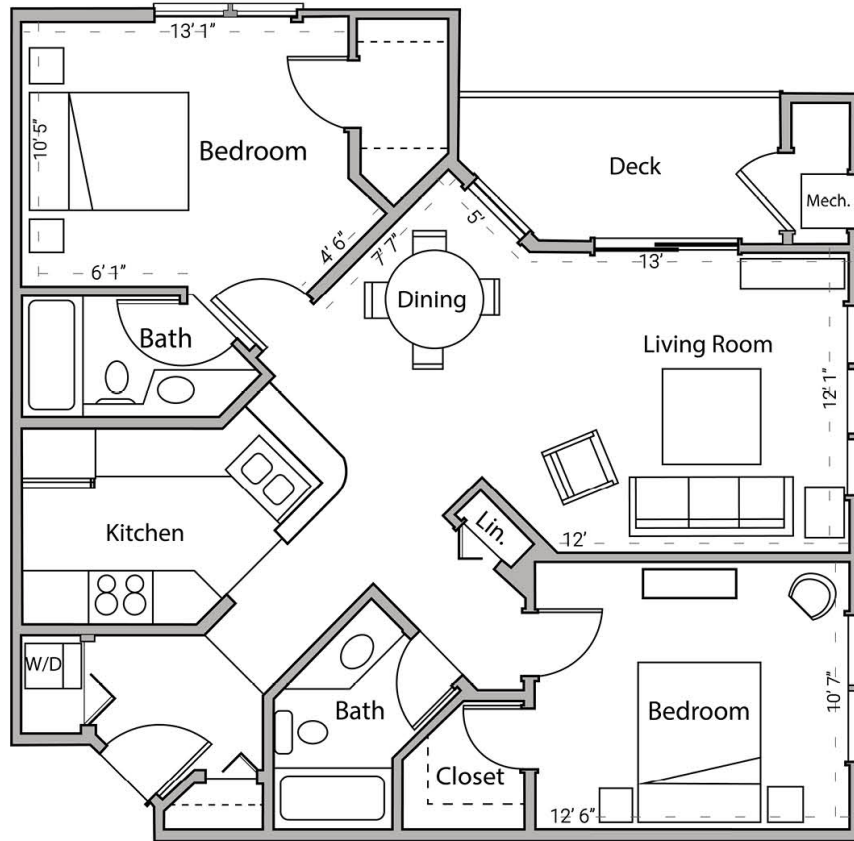 13' 1"
10' 5"
Bedroom
Deck
Mech.
4' 6"
7' 7"
5'
13'
6' 1"
Dining
Bath
Living Room
12' 1"
Lin.
Kitchen
12'
W/D
Bath
Bedroom
10' 7"
Closet
12' 6"